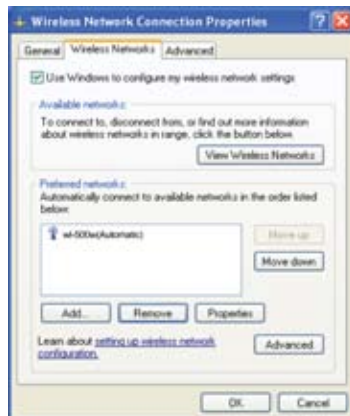 Wireless Network Connection Properties
General Wireless Networks Advanced
Use Windows to configure my wireless network settings
Available networks:
To connect to, disconnect from, or find out more information
about wireless networks in range, click the button below.
View Wireless Networks
Preferred networks:
Automatically connect to available networks in the order listed
below:
wl-500w(Automatic)
Move up
Move down
Add...
Remove
Properties
Learn about setting up wireless network
configuration.
Advanced
OK
Cancel